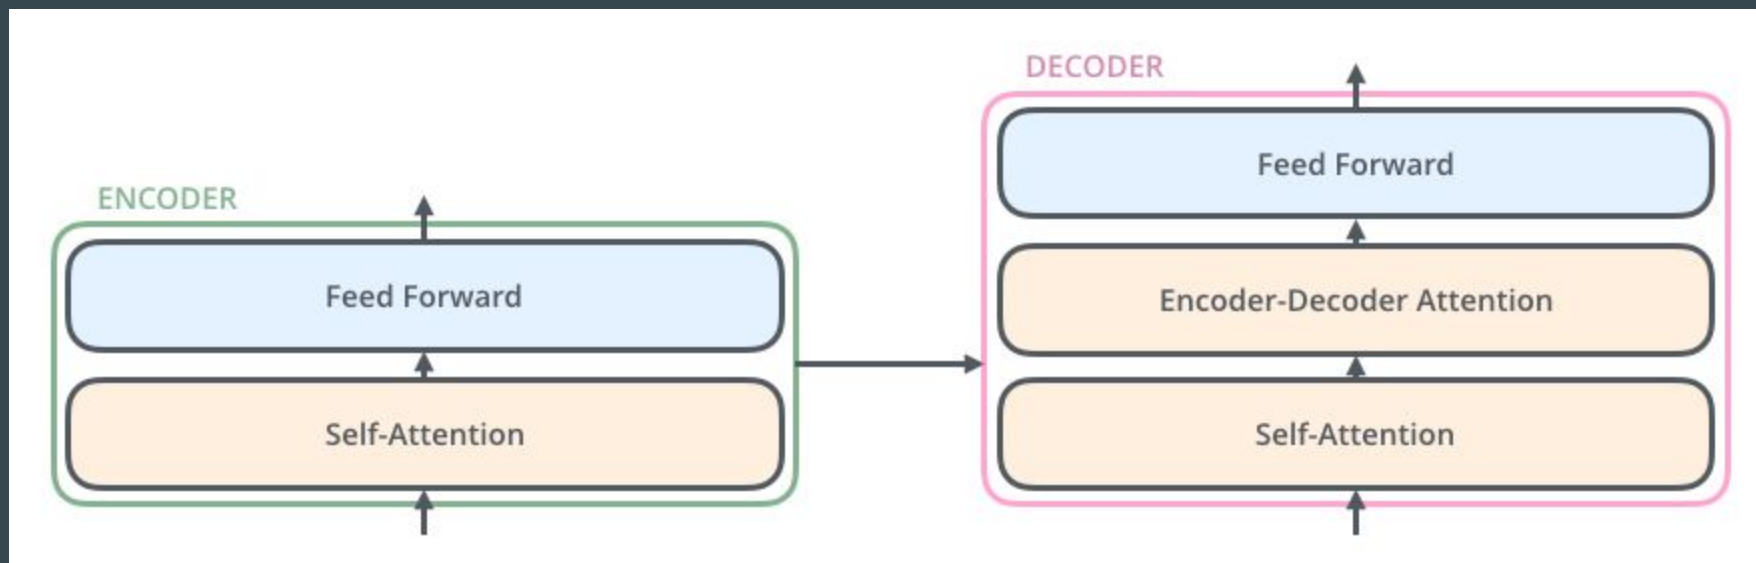 ENCODER
Feed Forward
Self-Attention
DECODER
Feed Forward
Encoder-Decoder Attention
Self-Attention